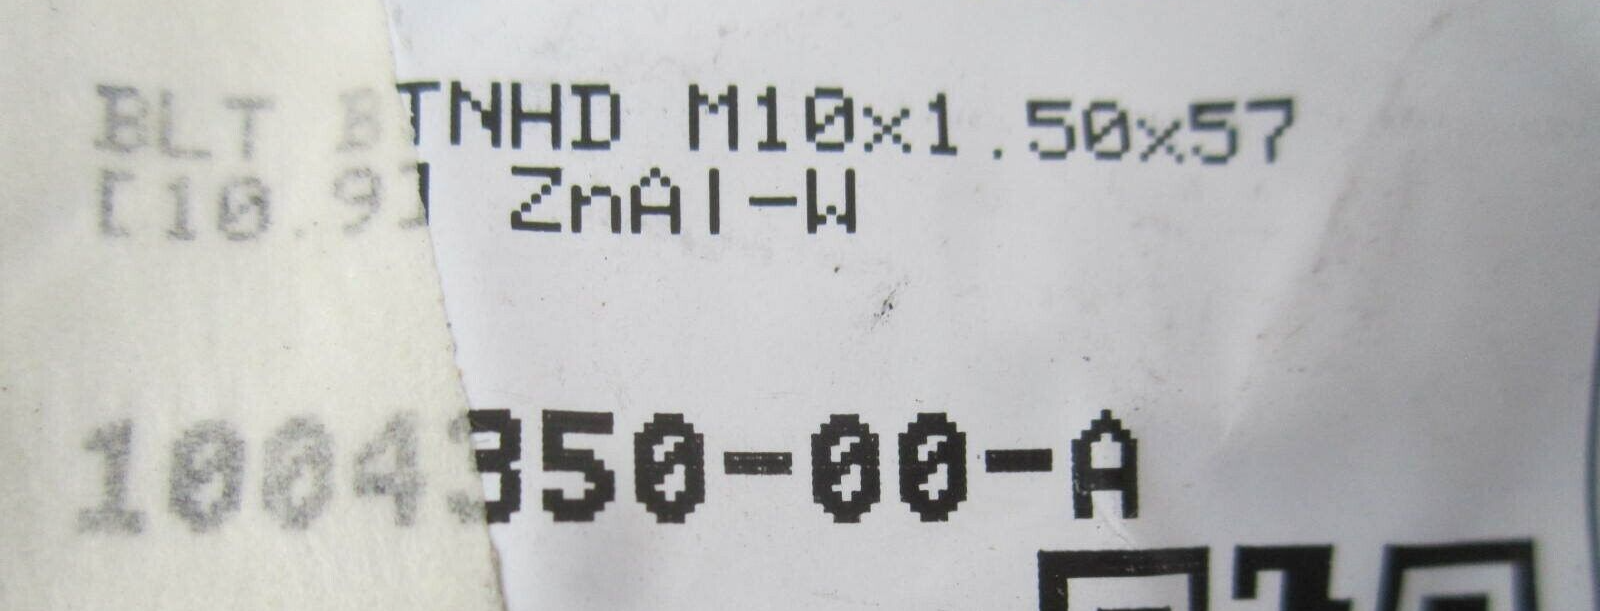 BLT BTNHD M10x1.50x57
[10.9] ZnAl-W
1004350-00-A